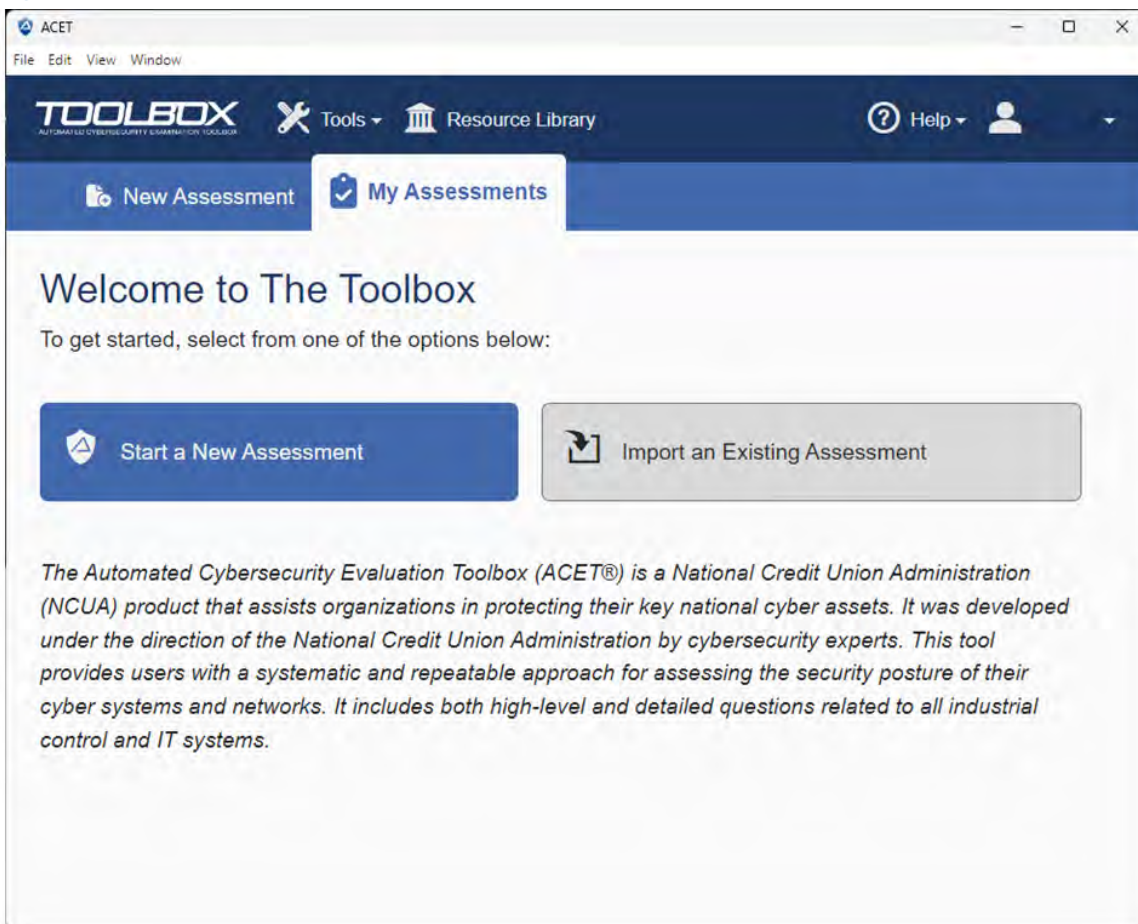 ACET
File Edit View Window
TOOLBOX
AUTOMATED CYBERSECURITY EXAMINATION TOOLBOX
Tools
Resource Library
Help
New Assessment
My Assessments
Welcome to The Toolbox
To get started, select from one of the options below:
Start a New Assessment
Import an Existing Assessment
The Automated Cybersecurity Evaluation Toolbox (ACET®) is a National Credit Union Administration
(NCUA) product that assists organizations in protecting their key national cyber assets. It was developed
under the direction of the National Credit Union Administration by cybersecurity experts. This tool
provides users with a systematic and repeatable approach for assessing the security posture of their
cyber systems and networks. It includes both high-level and detailed questions related to all industrial
control and IT systems.